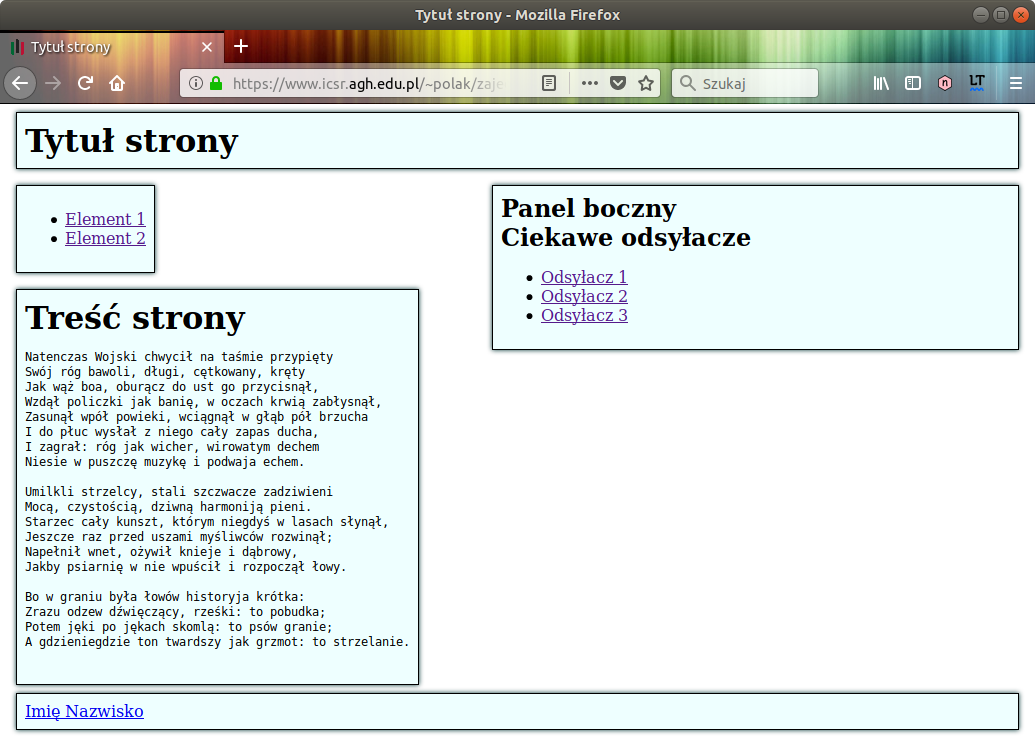 Tytuł strony - Mozilla Firefox
Tytuł strony
https://www.icsr.agh.edu.pl/~polak/zaje
Szukaj
n
LT
Tytuł strony
Element 1
Element 2
Panel boczny
Ciekawe odsyłacze
Odsyłacz 1
Odsyłacz 2
Odsyłacz 3
Treść strony
Natenczas Wojski chwycił na taśmie przypięty
Swój róg bawoli, długi, cętkowany, kręty
Jak wąż boa, oburącz do ust go przycisnął,
Wzdął policzki jak banię, w oczach krwią zabłysnął,
Zasunął wpół powieki, wciągnął w głąb pół brzucha
I do płuc wysłał z niego cały zapas ducha,
I zagrał: róg jak wicher, wirowatym dechem
Niesie w puszczę muzykę i podwaja echem.
Umilkli strzelcy, stali szczwacze zadziwieni
Mocą, czystością, dziwną harmoniją pieni.
Starzec cały kunszt, którym niegdyś w lasach słynął,
Jeszcze raz przed uszami myśliwców rozwinął;
Napełnił wnet, ożywił knieje i dąbrowy,
Jakby psiarnię w nie wpuścił i rozpoczął łowy.
Bo w graniu była łowów historyja krótka:
Zrazu odzew dźwięczący, rześki: to pobudka;
Potem jęki po jękach skomlą: to psów granie;
A gdzieniegdzie ton twardszy jak grzmot: to strzelanie.
Imię Nazwisko